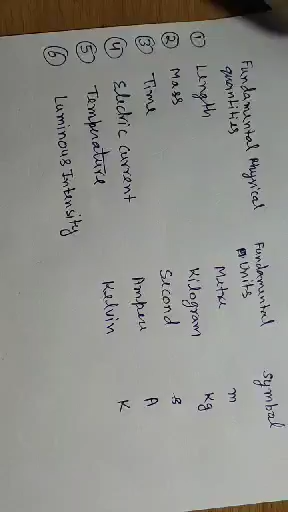 Fundamental Physical quantities Fundamental Units Symbol
① Length Metre m
② Mass Kilogram Kg
③ Time Second s
④ Electric Current Ampere A
⑤ Temperature Kelvin K
⑥ Luminous Intensity